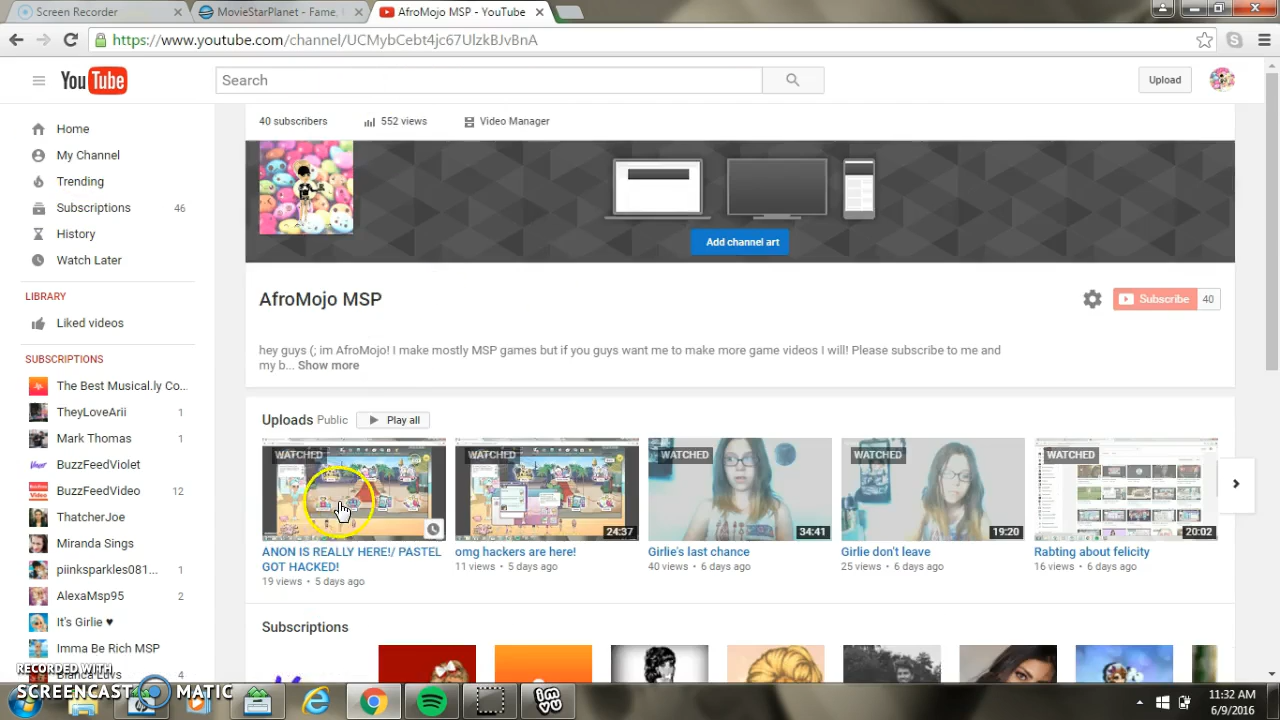 Screen Recorder
MovieStarPlanet - Fame,
AfroMojo MSP - YouTube
https://www.youtube.com/channel/UCMybCebt4jc67UlzkBJvBnA
YouTube
Search
Upload
40 subscribers
552 views
Video Manager
Home
My Channel
Trending
Subscriptions 46
History
Watch Later
LIBRARY
Liked videos
SUBSCRIPTIONS
The Best Musical.ly Co...
TheyLoveArii 1
Mark Thomas 1
BuzzFeedViolet
BuzzFeedVideo 12
ThatcherJoe
Miranda Sings
piinksparkles081... 1
AlexaMsp95 2
It's Girlie ♥
Imma Be Rich MSP
Bianca Luvs 4
Add channel art
AfroMojo MSP
Subscribe 40
hey guys (; im AfroMojo! I make mostly MSP games but if you guys want me to make more game videos I will! Please subscribe to me and
my b... Show more
Uploads Public
Play all
WATCHED
ANON IS REALLY HERE!/ PASTEL
GOT HACKED!
19 views • 5 days ago
WATCHED
24:37
omg hackers are here!
11 views • 5 days ago
WATCHED
34:41
Girlie's last chance
40 views • 6 days ago
WATCHED
19:20
Girlie don't leave
25 views • 6 days ago
WATCHED
20:02
Rabting about felicity
16 views • 6 days ago
Subscriptions
RECORDED WITH
SCREENCAST MATIC
imvu
11:32 AM
6/9/2016